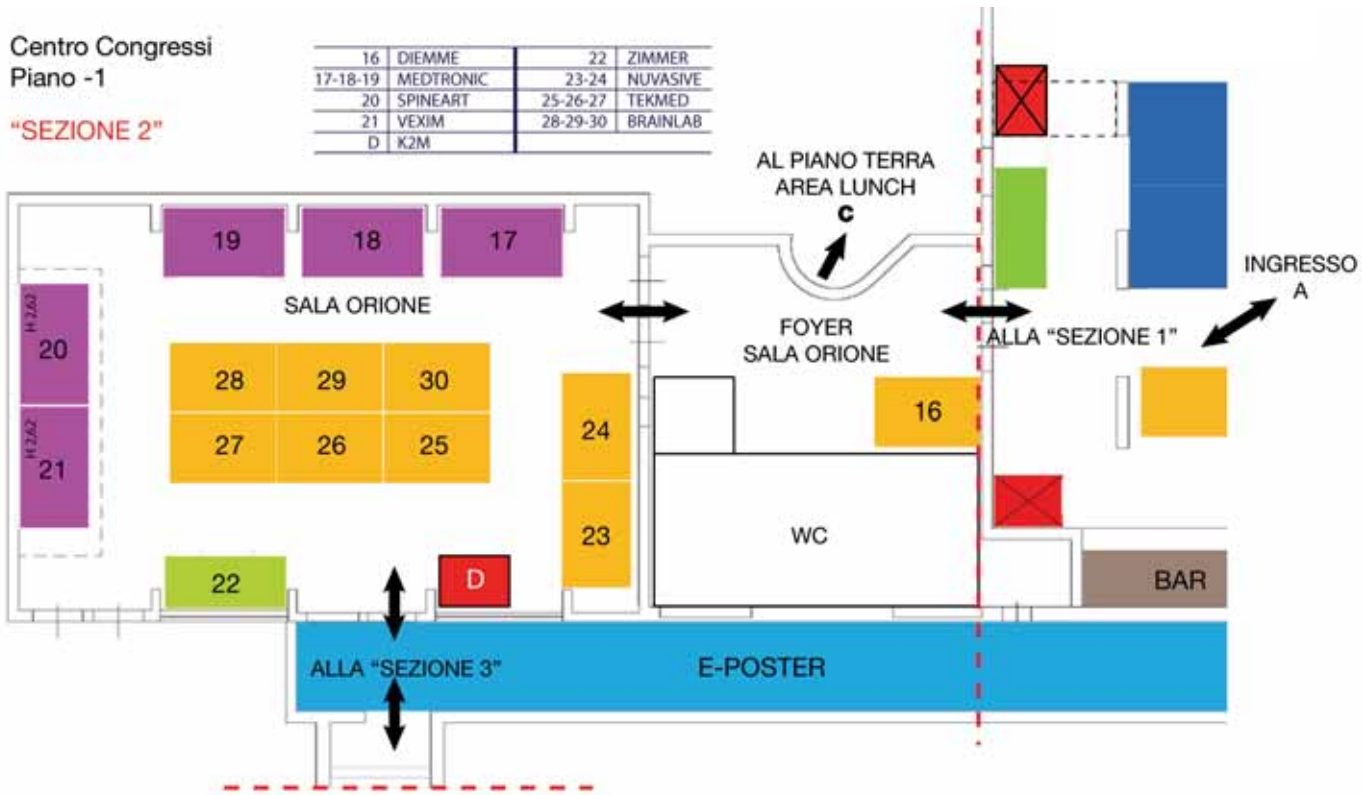 Centro Congressi
Piano -1
“SEZIONE 2”
16 DIEMME 22 ZIMMER
17-18-19 MEDTRONIC 23-24 NUVASIVE
20 SPINEART 25-26-27 TEKMED
21 VEXIM 28-29-30 BRAINLAB
D K2M
AL PIANO TERRA
AREA LUNCH
C
19 18 17
INGRESSO
A
SALA ORIONE
FOYER
SALA ORIONE
ALLA “SEZIONE 1”
H 2,62
20
28 29 30
16
24
27 26 25
H 2,62
21
23
WC
22
D
BAR
ALLA “SEZIONE 3”
E-POSTER